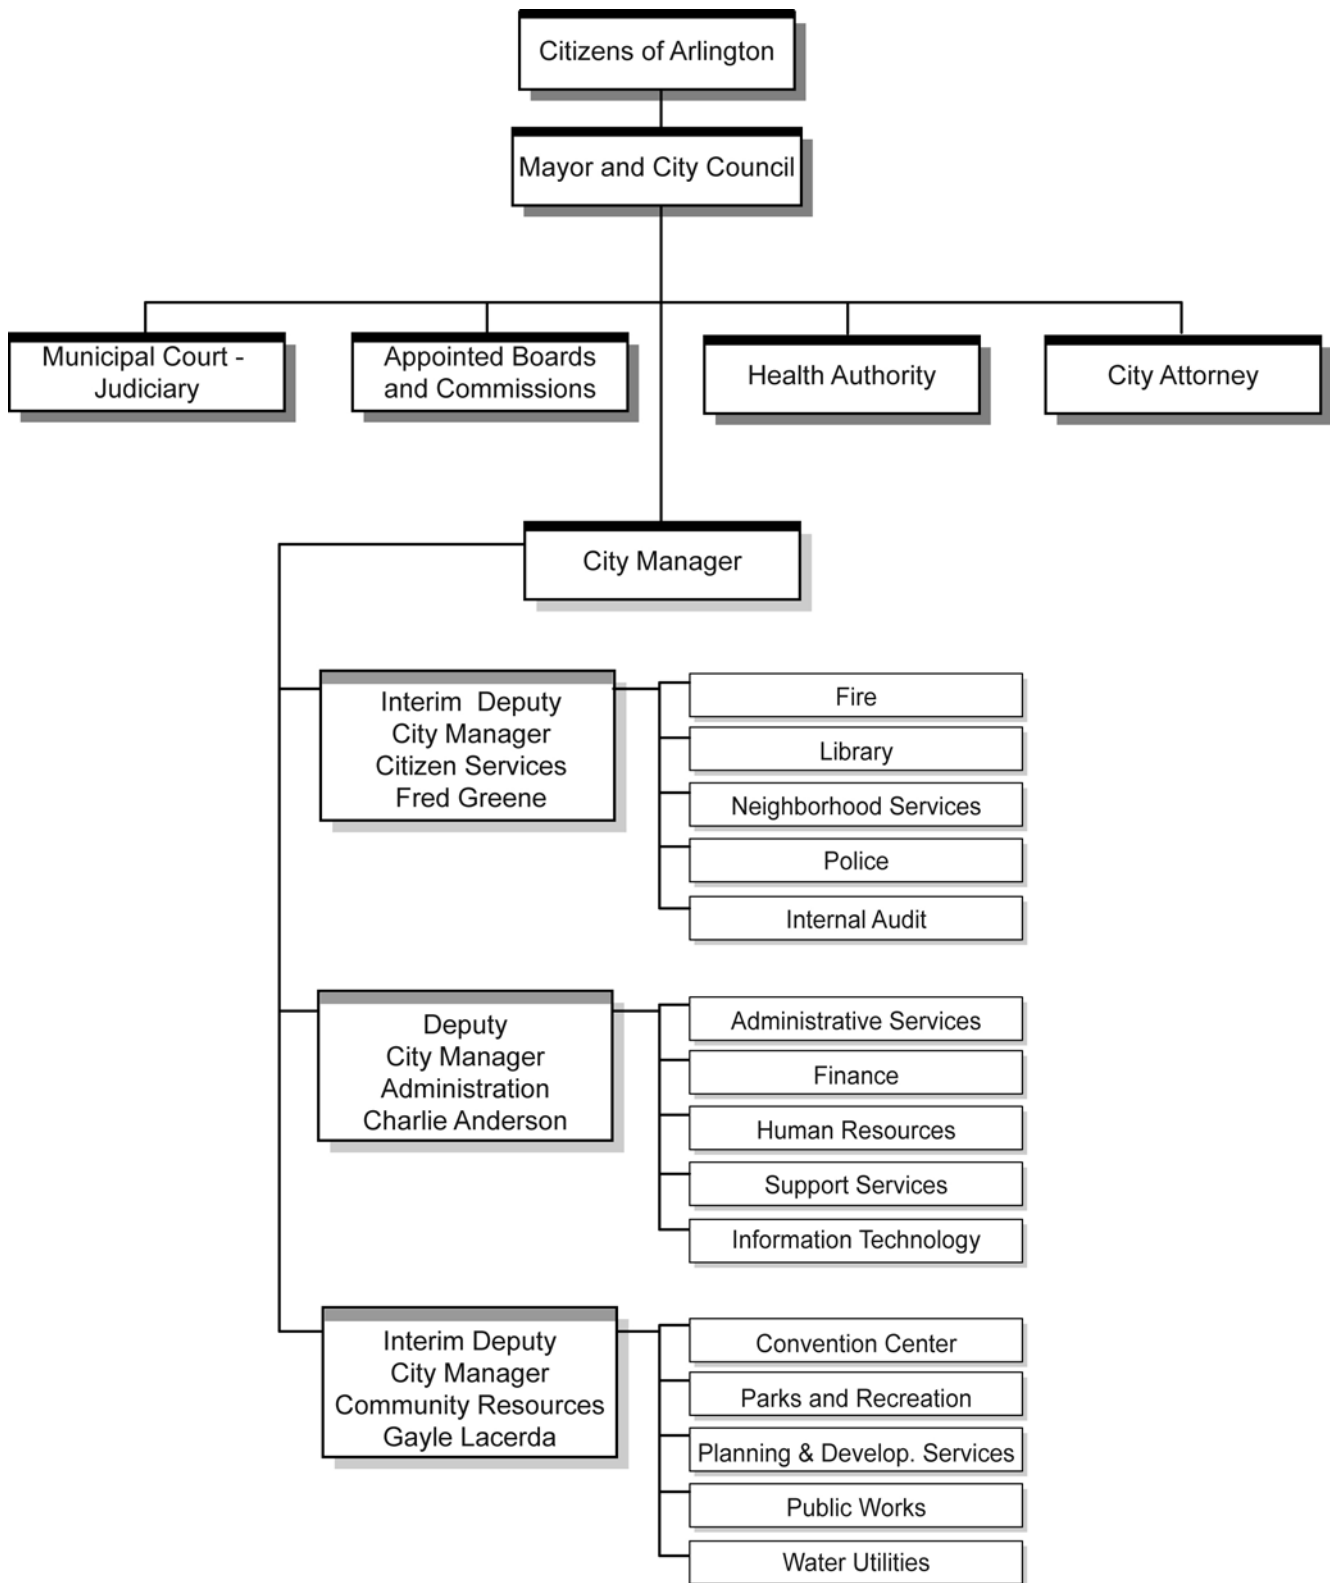 Citizens of Arlington
Mayor and City Council
Municipal Court -
Judiciary
Appointed Boards
and Commissions
Health Authority
City Attorney
City Manager
Interim  Deputy
City Manager
Citizen Services
Fred Greene
Fire
Library
Neighborhood Services
Police
Internal Audit
Deputy
City Manager
Administration
Charlie Anderson
Administrative Services
Finance
Human Resources
Support Services
Information Technology
Interim Deputy
City Manager
Community Resources
Gayle Lacerda
Convention Center
Parks and Recreation
Planning & Develop. Services
Public Works
Water Utilities